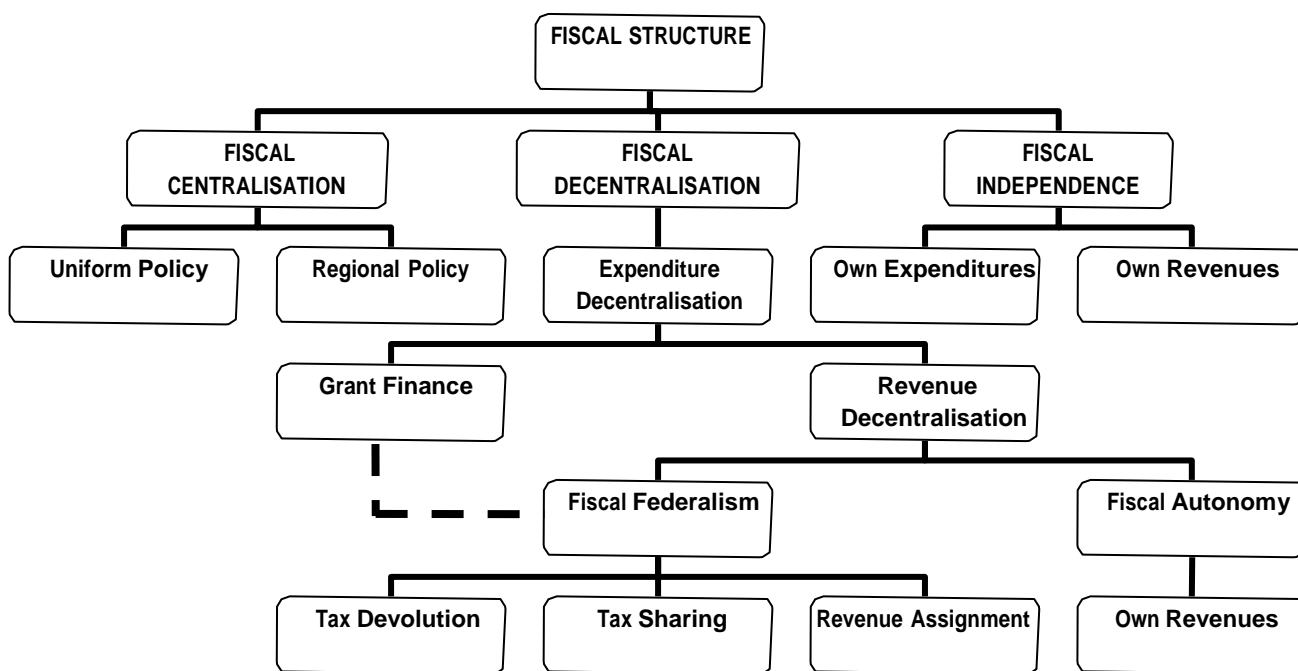 FISCAL STRUCTURE
FISCAL
CENTRALISATION
FISCAL
DECENTRALISATION
FISCAL
INDEPENDENCE
Uniform Policy
Regional Policy
Expenditure
Decentralisation
Own Expenditures
Own Revenues
Grant Finance
Revenue
Decentralisation
Fiscal Federalism
Fiscal Autonomy
Tax Devolution
Tax Sharing
Revenue Assignment
Own Revenues